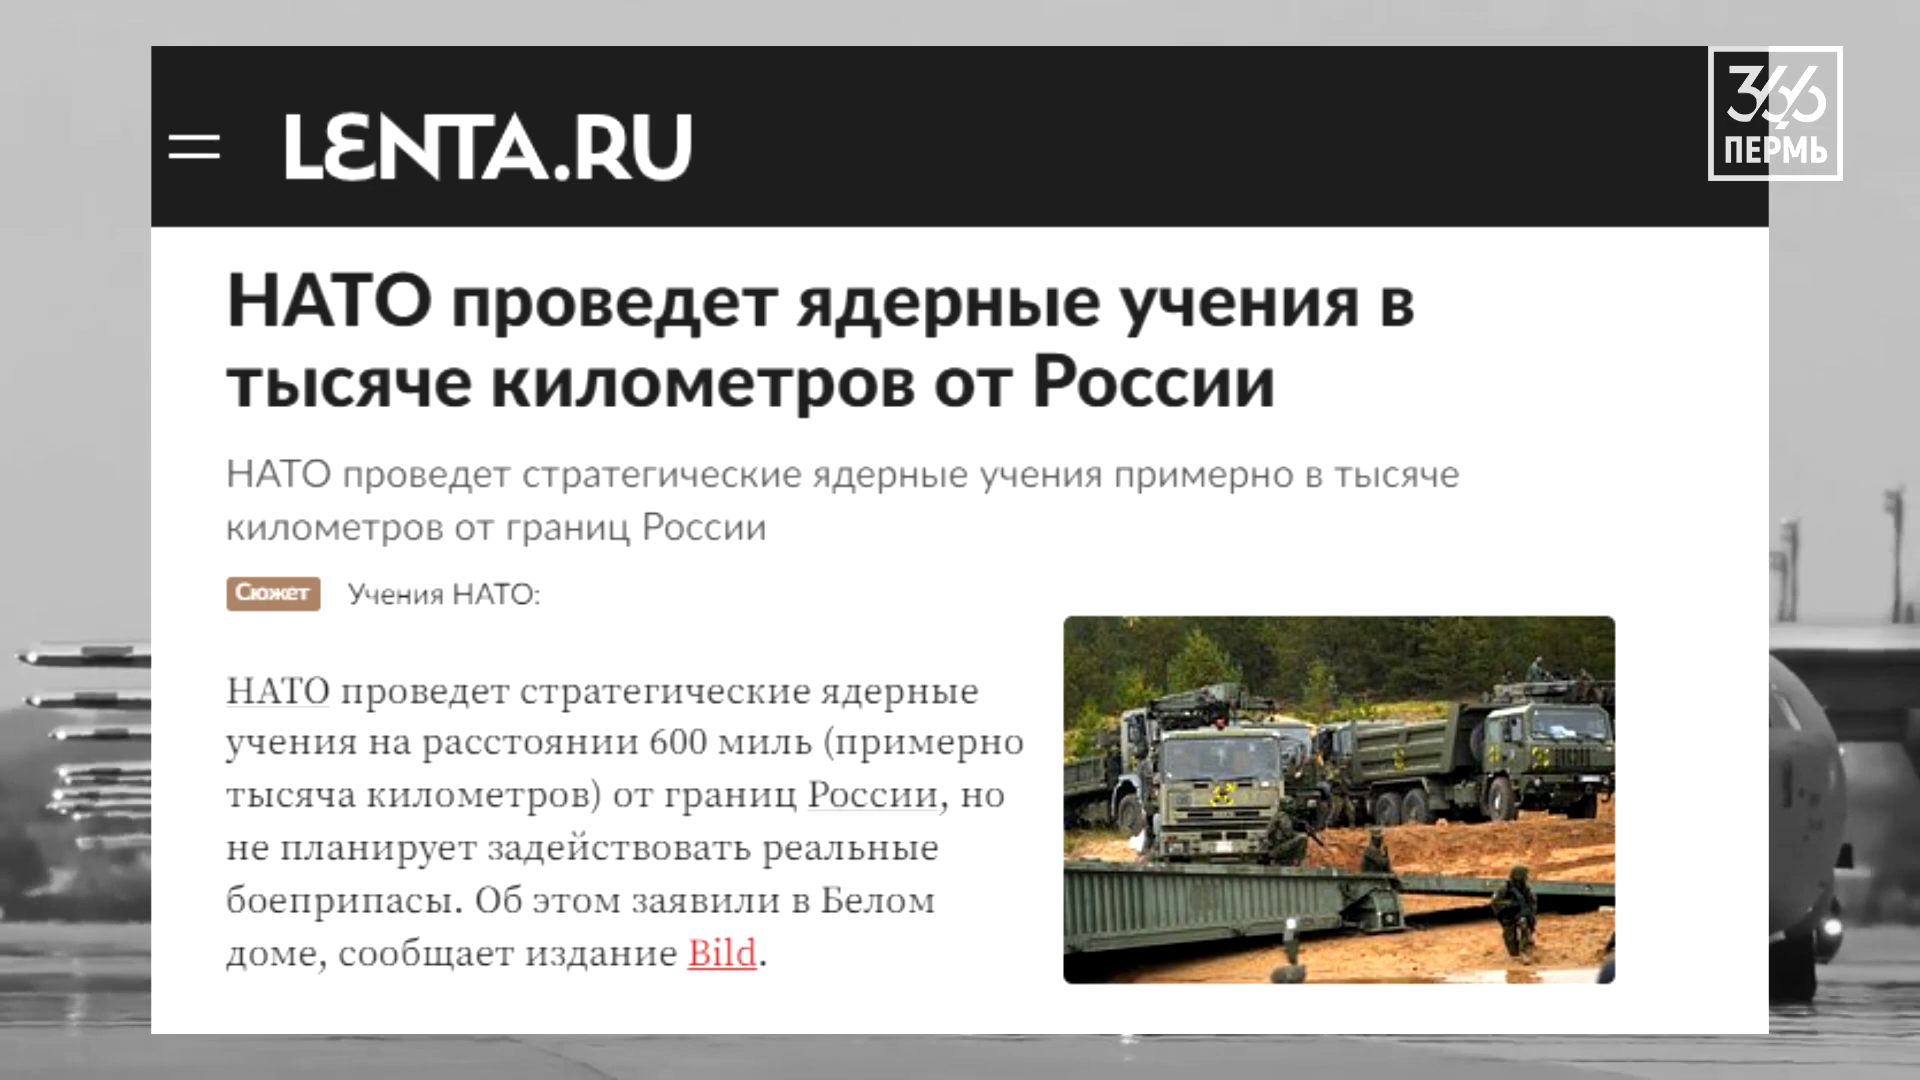 LENTA.RU
366
ПЕРМЬ
НАТО проведет ядерные учения в
тысяче километров от России
НАТО проведет стратегические ядерные учения примерно в тысяче
километров от границ России
Сюжет Учения НАТО:
НАТО проведет стратегические ядерные
учения на расстоянии 600 миль (примерно
тысяча километров) от границ России, но
не планирует задействовать реальные
боеприпасы. Об этом заявили в Белом
доме, сообщает издание Bild.